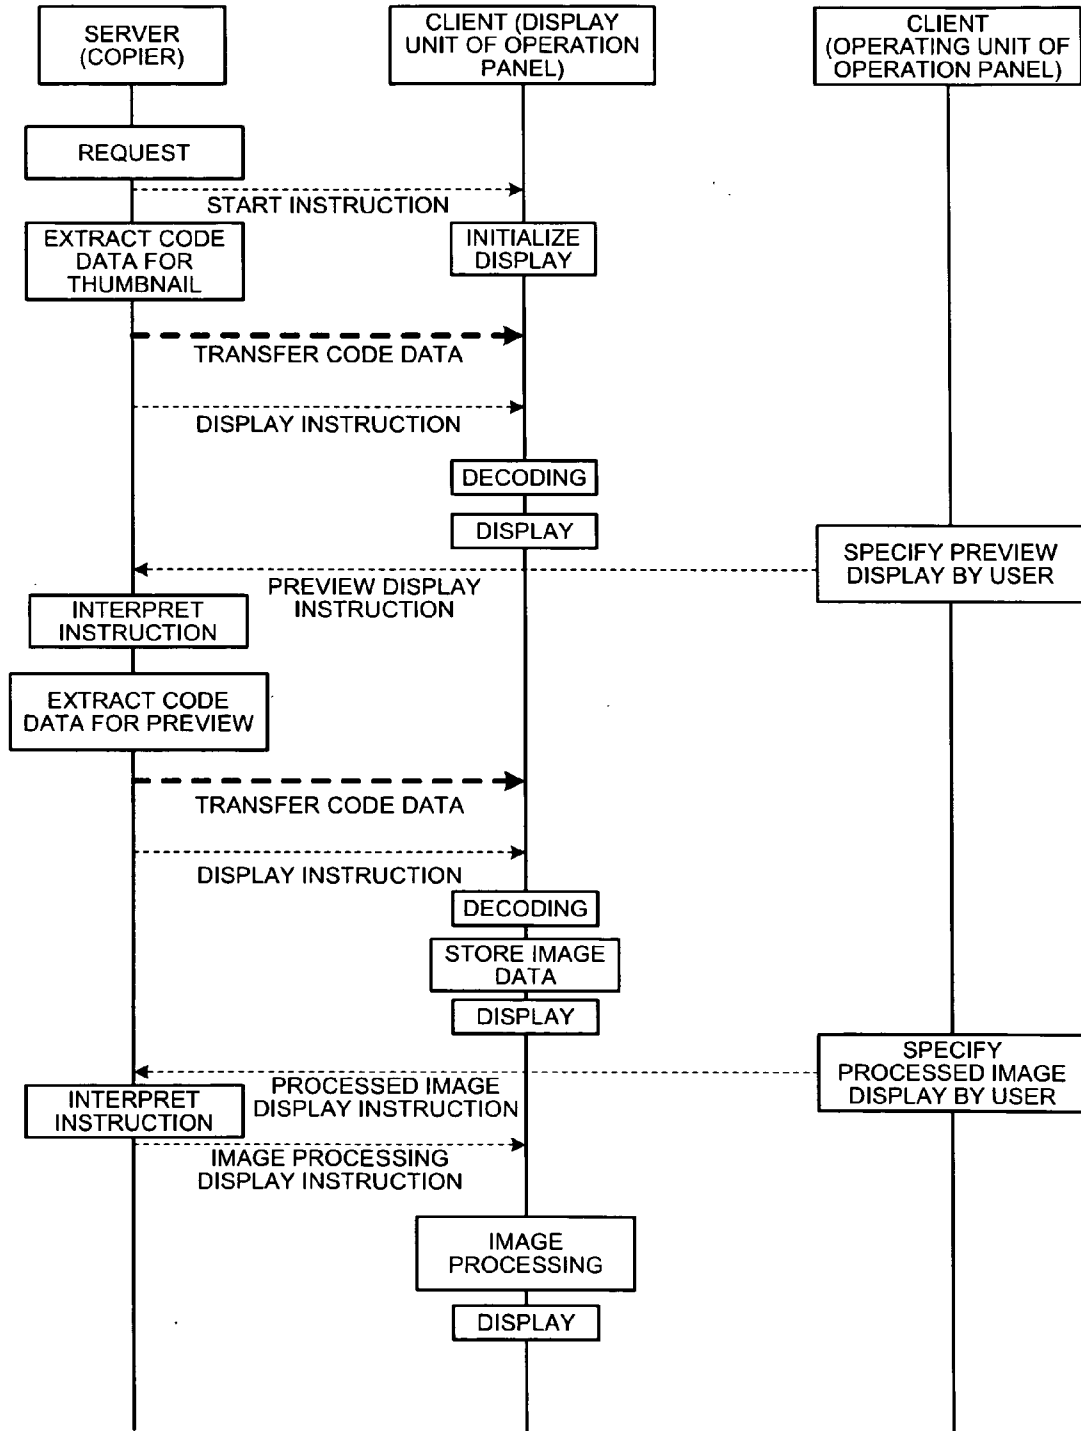 SERVER
(COPIER)
CLIENT (DISPLAY
UNIT OF OPERATION
PANEL)
CLIENT
(OPERATING UNIT OF
OPERATION PANEL)
REQUEST
START INSTRUCTION
EXTRACT CODE
DATA FOR
THUMBNAIL
INITIALIZE
DISPLAY
TRANSFER CODE DATA
DISPLAY INSTRUCTION
DECODING
DISPLAY
SPECIFY PREVIEW
DISPLAY BY USER
PREVIEW DISPLAY
INSTRUCTION
INTERPRET
INSTRUCTION
EXTRACT CODE
DATA FOR PREVIEW
TRANSFER CODE DATA
DISPLAY INSTRUCTION
DECODING
STORE IMAGE
DATA
DISPLAY
SPECIFY
PROCESSED IMAGE
DISPLAY BY USER
PROCESSED IMAGE
DISPLAY INSTRUCTION
INTERPRET
INSTRUCTION
IMAGE PROCESSING
DISPLAY INSTRUCTION
IMAGE
PROCESSING
DISPLAY